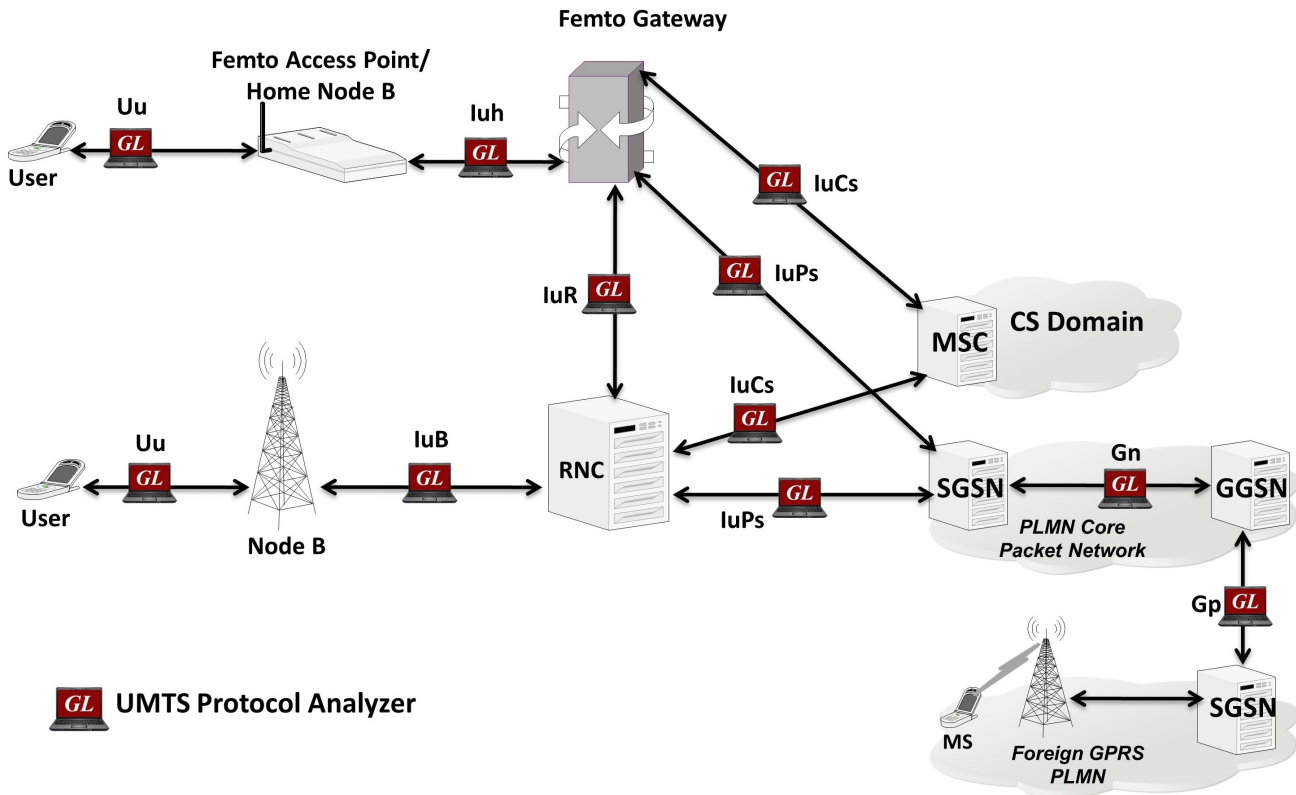 Femto Gateway
Femto Access Point/
Home Node B
Uu
GL
Iuh
GL
User
GL
IuCs
GL
IuPs
IuR
GL
MSC
CS Domain
IuCs
GL
Uu
GL
IuB
GL
RNC
GL
IuPs
SGSN
Gn
GL
GGSN
User
Node B
PLMN Core
Packet Network
Gp
GL
GL
UMTS Protocol Analyzer
MS
SGSN
Foreign GPRS
PLMN